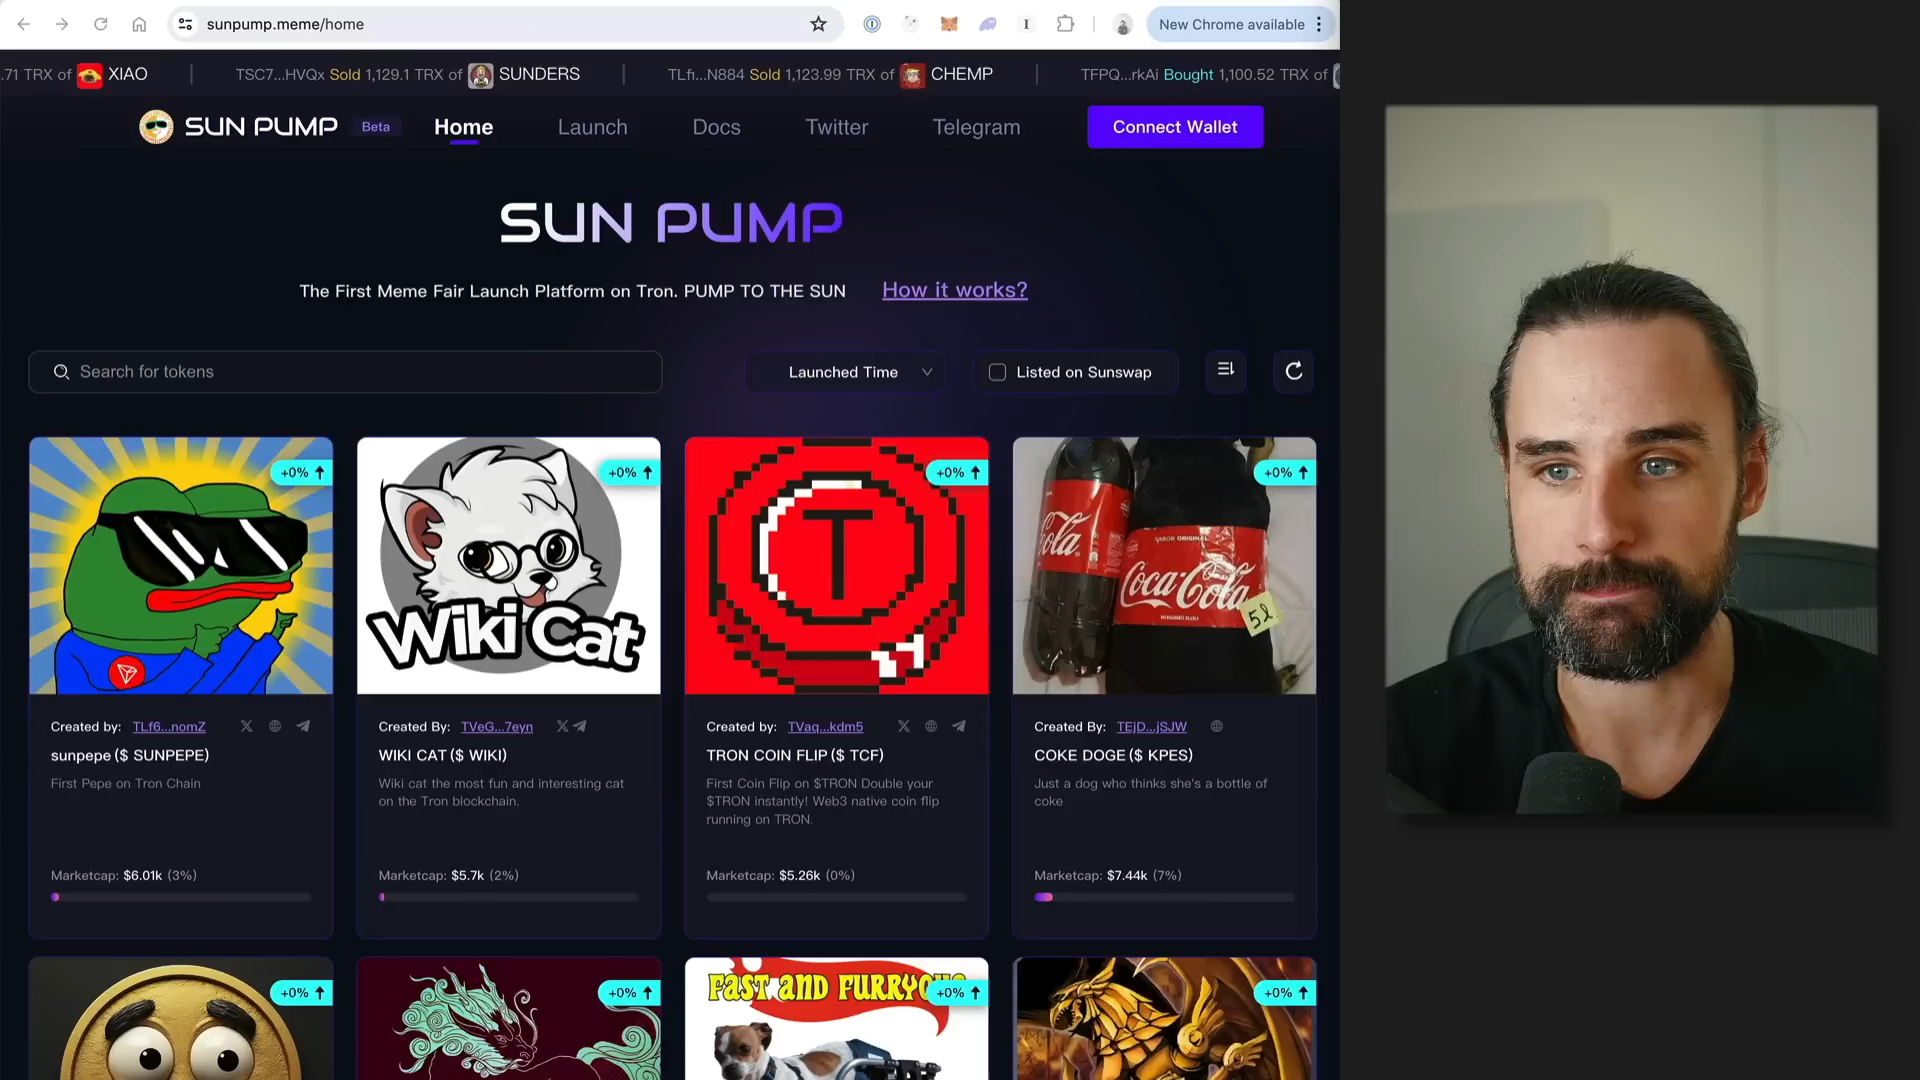 sunpump.meme/home
New Chrome available
.71 TRX of XIAO
TSC7...HVQx Sold 1,129.1 TRX of SUNDERS
TLfi...N884 Sold 1,123.99 TRX of CHEMP
TFPQ...rkAi Bought 1,100.52 TRX of
SUN PUMP Beta
Home
Launch
Docs
Twitter
Telegram
Connect Wallet
SUN PUMP
The First Meme Fair Launch Platform on Tron. PUMP TO THE SUN How it works?
Search for tokens
Launched Time
Listed on Sunswap
+0%
+0%
+0%
+0%
Wiki Cat
T
Cola
SABOR ORIGINAL
Coca-Cola
5l
Created by: TLf6...nomZ
sunpepe ($ SUNPEPE)
First Pepe on Tron Chain
Marketcap: $6.01k (3%)
Created By: TVeG...7eyn
WIKI CAT ($ WIKI)
Wiki cat the most fun and interesting cat
on the Tron blockchain.
Marketcap: $5.7k (2%)
Created by: TVaq...kdm5
TRON COIN FLIP ($ TCF)
First Coin Flip on $TRON Double your
$TRON instantly! Web3 native coin flip
running on TRON.
Marketcap: $5.26k (0%)
Created By: TEjD...jSJW
COKE DOGE ($ KPES)
Just a dog who thinks she's a bottle of
coke
Marketcap: $7.44k (7%)
+0%
+0%
FAST AND FURRYOUS
+0%
+0%